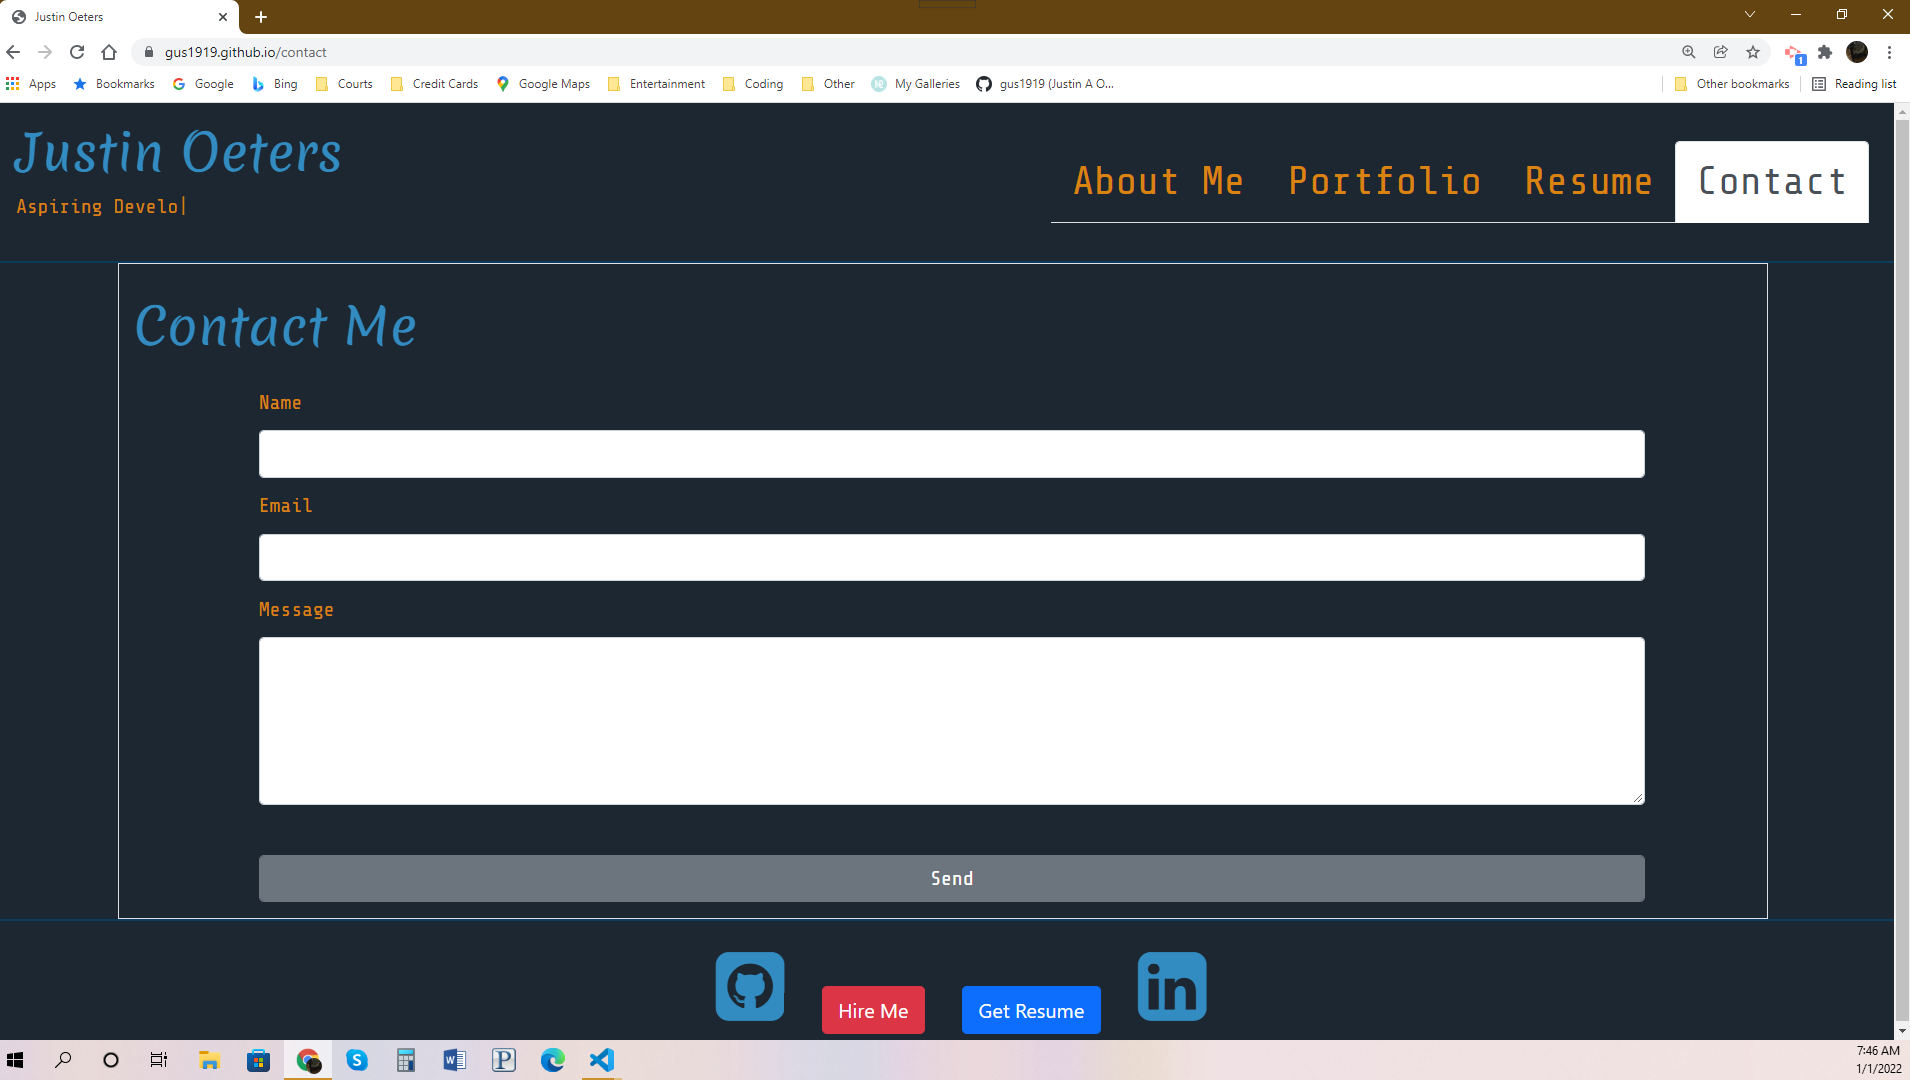 Justin Oeters
gus1919.github.io/contact
1
Apps Bookmarks Google Bing Courts Credit Cards Google Maps Entertainment Coding Other My Galleries gus1919 (Justin A O... Other bookmarks Reading list
Justin Oeters
Aspiring Develo|
About Me Portfolio Resume Contact
Contact Me
Name
Email
Message
Send
Hire Me Get Resume in
7:46 AM
1/1/2022